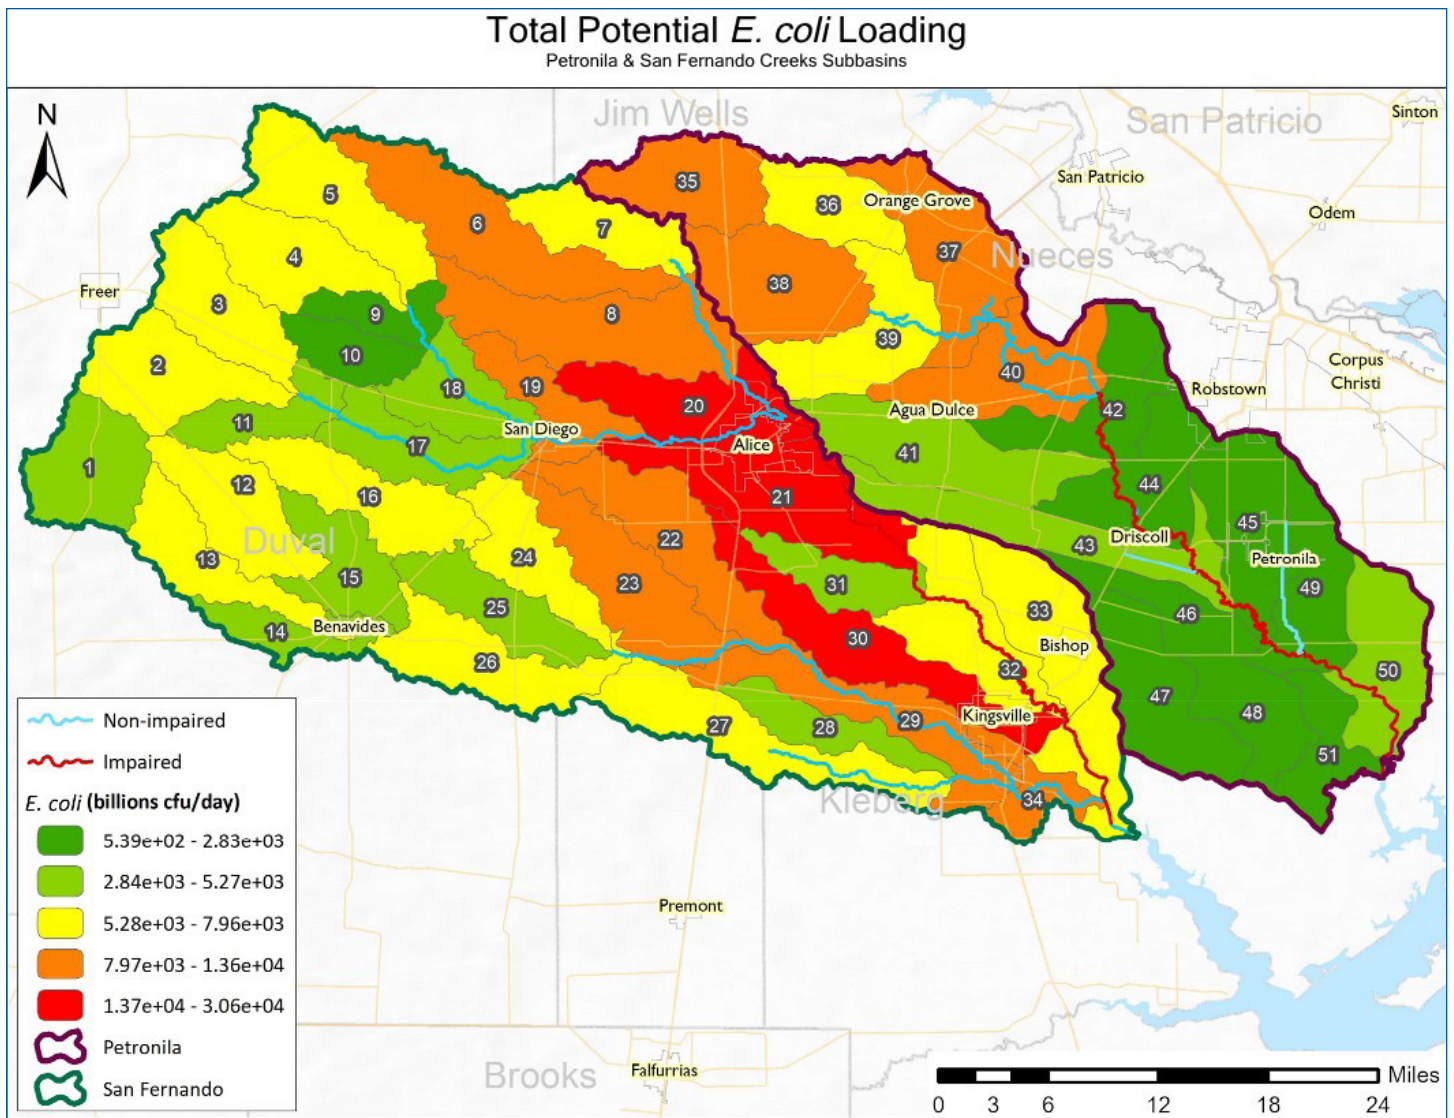 Total Potential E. coli Loading
Petronila & San Fernando Creeks Subbasins
N
Jim Wells
San Patricio
Sinton
San Patricio
Odem
Orange Grove
Nueces
Freer
Corpus
Christi
Robstown
Agua Dulce
San Diego
Alice
Duval
Driscoll
Petronila
Benavides
Bishop
Kingsville
Kleberg
Premont
Brooks
Falfurrias
1
2
3
4
5
6
7
8
9
10
11
12
13
14
15
16
17
18
19
20
21
22
23
24
25
26
27
28
29
30
31
32
33
34
35
36
37
38
39
40
41
42
43
44
45
46
47
48
49
50
51
Non-impaired
Impaired
E. coli (billions cfu/day)
5.39e+02 - 2.83e+03
2.84e+03 - 5.27e+03
5.28e+03 - 7.96e+03
7.97e+03 - 1.36e+04
1.37e+04 - 3.06e+04
Petronila
San Fernando
Miles
0 3 6 12 18 24